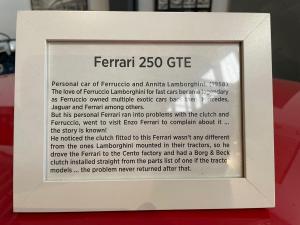 Ferrari 250 GTE
Personal car of Ferruccio and Annita Lamborghini (1958)
The love of Ferruccio Lamborghini for fast cars became legendary
as Ferruccio owned multiple exotic cars back then Mercedes,
Jaguar and Ferrari among others.
But his personal Ferrari ran into problems with the clutch and
Ferruccio, went to visit Enzo Ferrari to complain about it ...
the story is known!
He noticed the clutch fitted to this Ferrari wasn't any different
from the ones Lamborghini mounted in their tractors, so
he drove the Ferrari to the Cento factory and had a Borg & Beck
clutch installed straight from the parts list of one if the tractor
models ... the problem never returned after that.